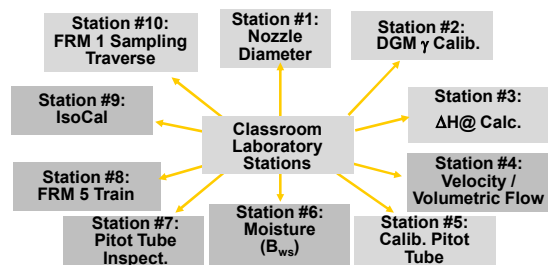 Station #10:
FRM 1 Sampling
Traverse
Station #1:
Nozzle
Diameter
Station #2:
DGM γ Calib.
Station #9:
IsoCal
Classroom
Laboratory
Stations
Station #3:
ΔH@ Calc.
Station #8:
FRM 5 Train
Station #4:
Velocity /
Volumetric Flow
Station #7:
Pitot Tube
Inspect.
Station #6:
Moisture
(Bws)
Station #5:
Calib. Pitot
Tube